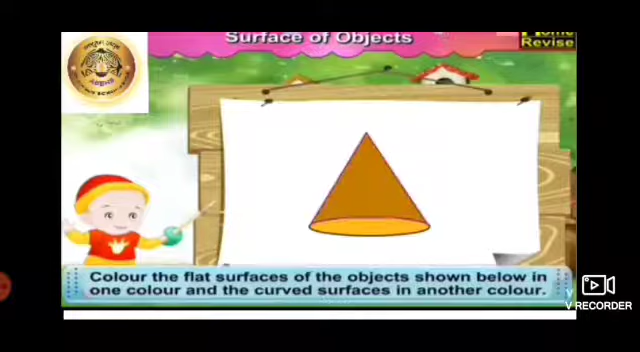 Surface of Objects
Home
Revise
Colour the flat surfaces of the objects shown below in
one colour and the curved surfaces in another colour.
V RECORDER
V RECORDER